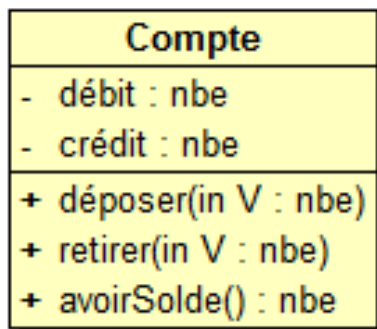 Compte
- débit : nbe
- crédit : nbe
+ déposer(in V : nbe)
+ retirer(in V : nbe)
+ avoirSolde() : nbe